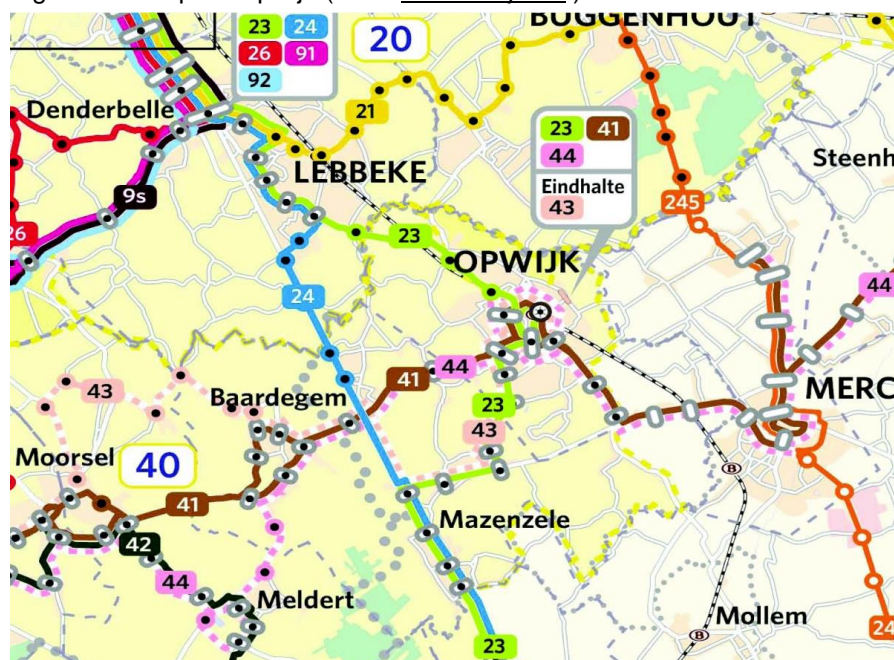 BUGGENHOUT
23 24
26 91
92
20
21
Denderbelle
LEBBEKE
23 41
44
Eindhalte
43
Steenh
9s
26
245
23
OPWIJK
24
44
44
41
43
Baardegem
MERC
23
43
Moorsel
40
41
Mazenzele
42
44
Meldert
Mollem
B
B
24
23